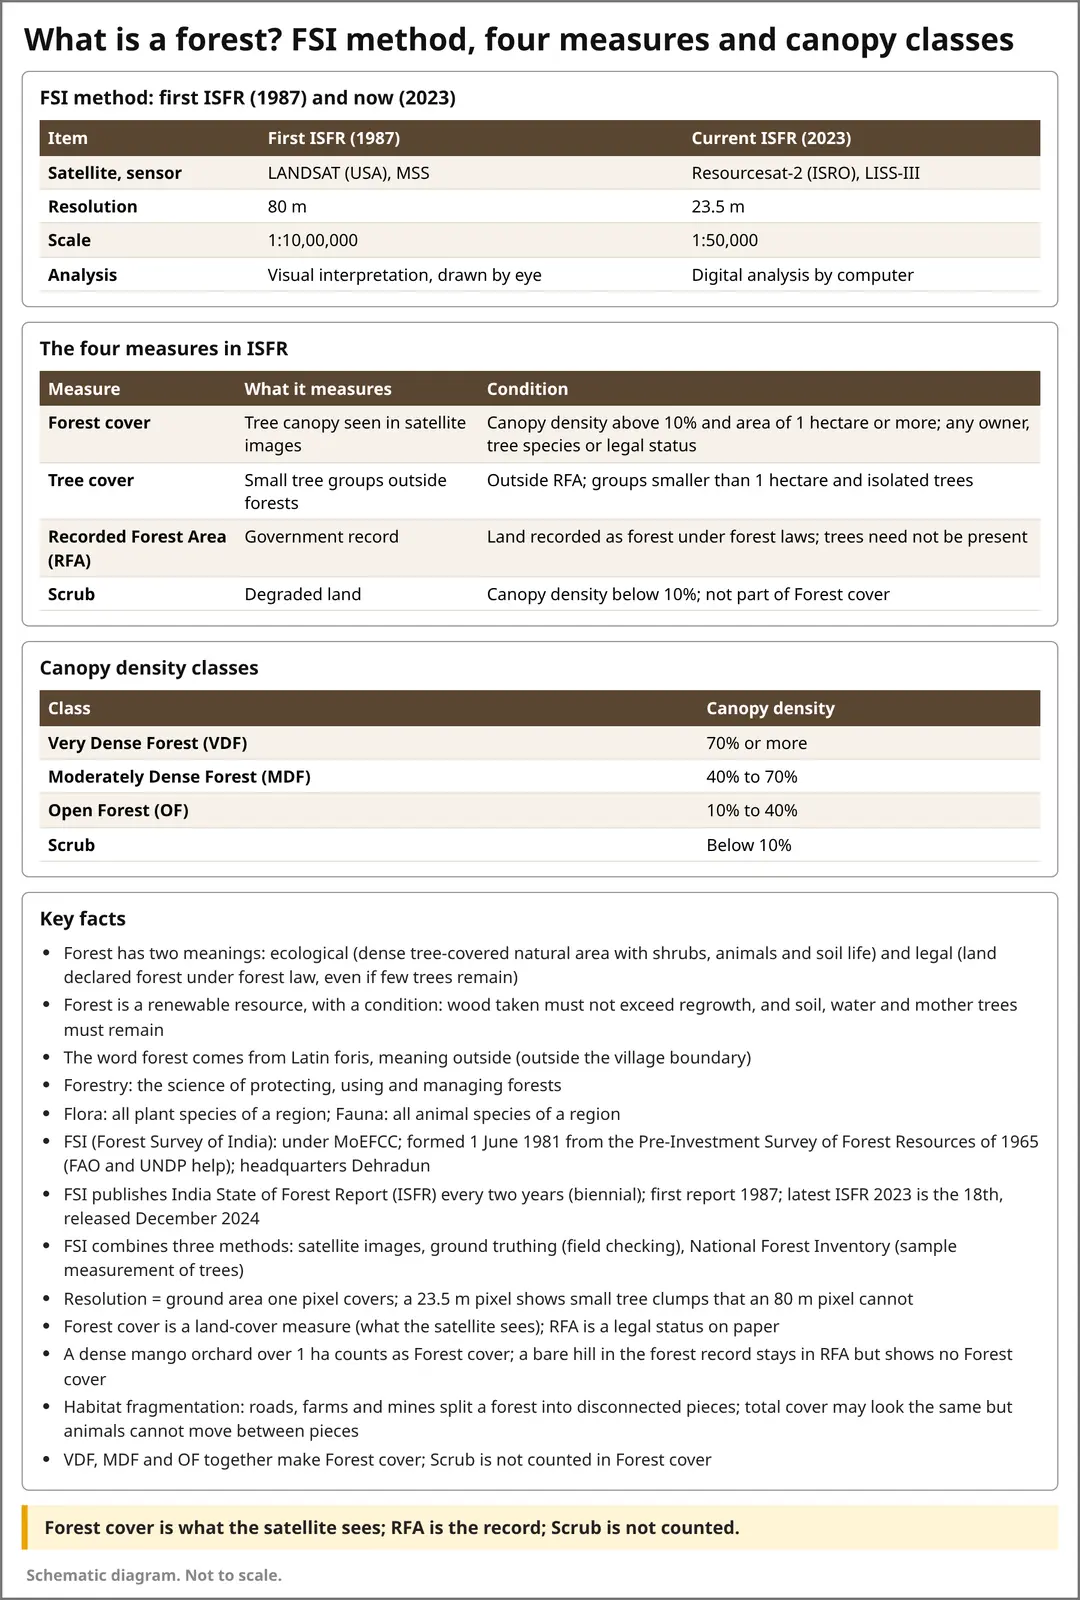 What is a forest? FSI method, four measures and canopy classes
FSI method: first ISFR (1987) and now (2023)
Item First ISFR (1987) Current ISFR (2023)
Satellite, sensor LANDSAT (USA), MSS Resourcesat-2 (ISRO), LISS-III
Resolution 80 m 23.5 m
Scale 1:10,00,000 1:50,000
Analysis Visual interpretation, drawn by eye Digital analysis by computer
The four measures in ISFR
Measure What it measures Condition
Forest cover Tree canopy seen in satellite Canopy density above 10% and area of 1 hectare or more; any owner,
images tree species or legal status
Tree cover Small tree groups outside Outside RFA; groups smaller than 1 hectare and isolated trees
forests
Recorded Forest Area Government record Land recorded as forest under forest laws; trees need not be present
(RFA)
Scrub Degraded land Canopy density below 10%; not part of Forest cover
Canopy density classes
Class Canopy density
Very Dense Forest (VDF) 70% or more
Moderately Dense Forest (MDF) 40% to 70%
Open Forest (OF) 10% to 40%
Scrub Below 10%
Key facts
• Forest has two meanings: ecological (dense tree-covered natural area with shrubs, animals and soil life) and legal (land
declared forest under forest law, even if few trees remain)
• Forest is a renewable resource, with a condition: wood taken must not exceed regrowth, and soil, water and mother trees
must remain
• The word forest comes from Latin foris, meaning outside (outside the village boundary)
• Forestry: the science of protecting, using and managing forests
• Flora: all plant species of a region; Fauna: all animal species of a region
• FSI (Forest Survey of India): under MoEFCC; formed 1 June 1981 from the Pre-Investment Survey of Forest Resources of 1965
(FAO and UNDP help); headquarters Dehradun
• FSI publishes India State of Forest Report (ISFR) every two years (biennial); first report 1987; latest ISFR 2023 is the 18th,
released December 2024
• FSI combines three methods: satellite images, ground truthing (field checking), National Forest Inventory (sample
measurement of trees)
• Resolution = ground area one pixel covers; a 23.5 m pixel shows small tree clumps that an 80 m pixel cannot
• Forest cover is a land-cover measure (what the satellite sees); RFA is a legal status on paper
• A dense mango orchard over 1 ha counts as Forest cover; a bare hill in the forest record stays in RFA but shows no Forest
cover
• Habitat fragmentation: roads, farms and mines split a forest into disconnected pieces; total cover may look the same but
animals cannot move between pieces
• VDF, MDF and OF together make Forest cover; Scrub is not counted in Forest cover
Forest cover is what the satellite sees; RFA is the record; Scrub is not counted.
Schematic diagram. Not to scale.